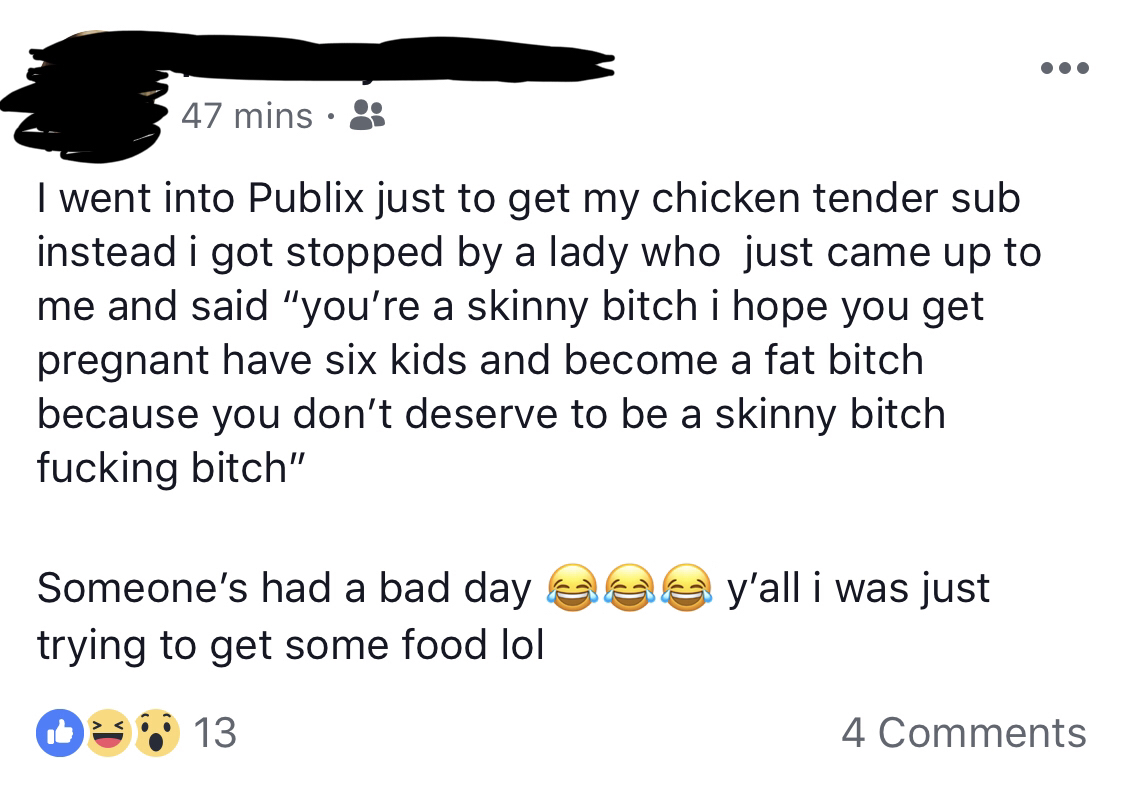 47 mins ·
I went into Publix just to get my chicken tender sub
instead i got stopped by a lady who  just came up to
me and said “you’re a skinny bitch i hope you get
pregnant have six kids and become a fat bitch
because you don’t deserve to be a skinny bitch
fucking bitch”
Someone’s had a bad day 😂😂😂 y’all i was just
trying to get some food lol
13
4 Comments